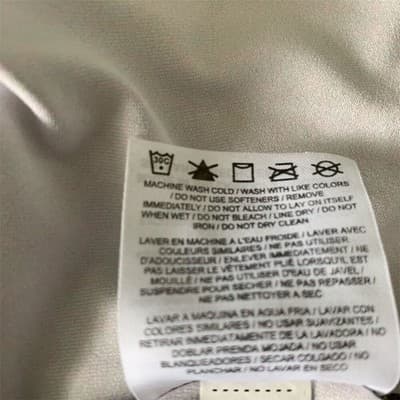 30C
MACHINE WASH COLD / WASH WITH LIKE COLORS
/ DO NOT USE SOFTENERS / REMOVE
IMMEDIATELY / DO NOT ALLOW TO LAY ON ITSELF
WHEN WET / DO NOT BLEACH / LINE DRY / DO NOT
IRON / DO NOT DRY CLEAN
LAVER EN MACHINE A L'EAU FROIDE / LAVER AVEC
COULEURS SIMILAIRES / NE PAS UTILISER
D'ADOUCISSEUR / ENLEVER IMMEDIATEMENT / NE
PAS LAISSER LE VÊTEMENT PLIÉ LORSQU'IL EST
MOUILLÉ / NE PAS UTILISER D'EAU DE JAVEL /
SUSPENDRE POUR SÉCHER / NE PAS REPASSER /
NE PAS NETTOYER A SEC
LAVAR A MAQUINA EN AGUA FRIA / LAVAR CON
COLORES SIMILARES / NO USAR SUAVIZANTES /
RETIRAR INMEDIATAMENTE DE LA LAVADORA / NO
DOBLAR PRENDA MOJADA / NO USAR
BLANQUEADORES / SECAR COLGADO / NO
PLANCHAR / NO LAVAR EN SECO